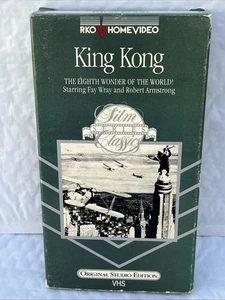 RKO HOMEVIDEO
King Kong
THE EIGHTH WONDER OF THE WORLD!
Starring Fay Wray and Robert Armstrong
Film
Classic
ORIGINAL STUDIO EDITION
VHS